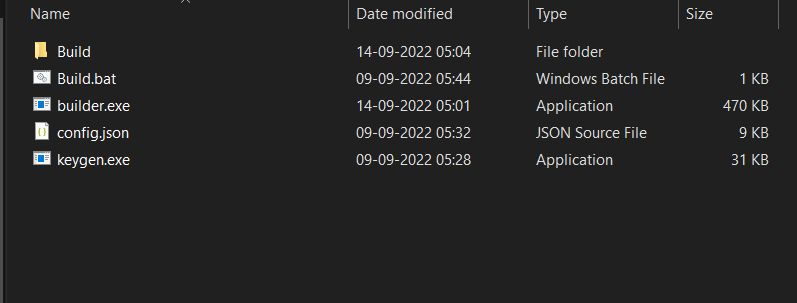 Name Date modified Type Size
Build 14-09-2022 05:04 File folder
Build.bat 09-09-2022 05:44 Windows Batch File 1 KB
builder.exe 14-09-2022 05:01 Application 470 KB
config.json 09-09-2022 05:32 JSON Source File 9 KB
keygen.exe 09-09-2022 05:28 Application 31 KB